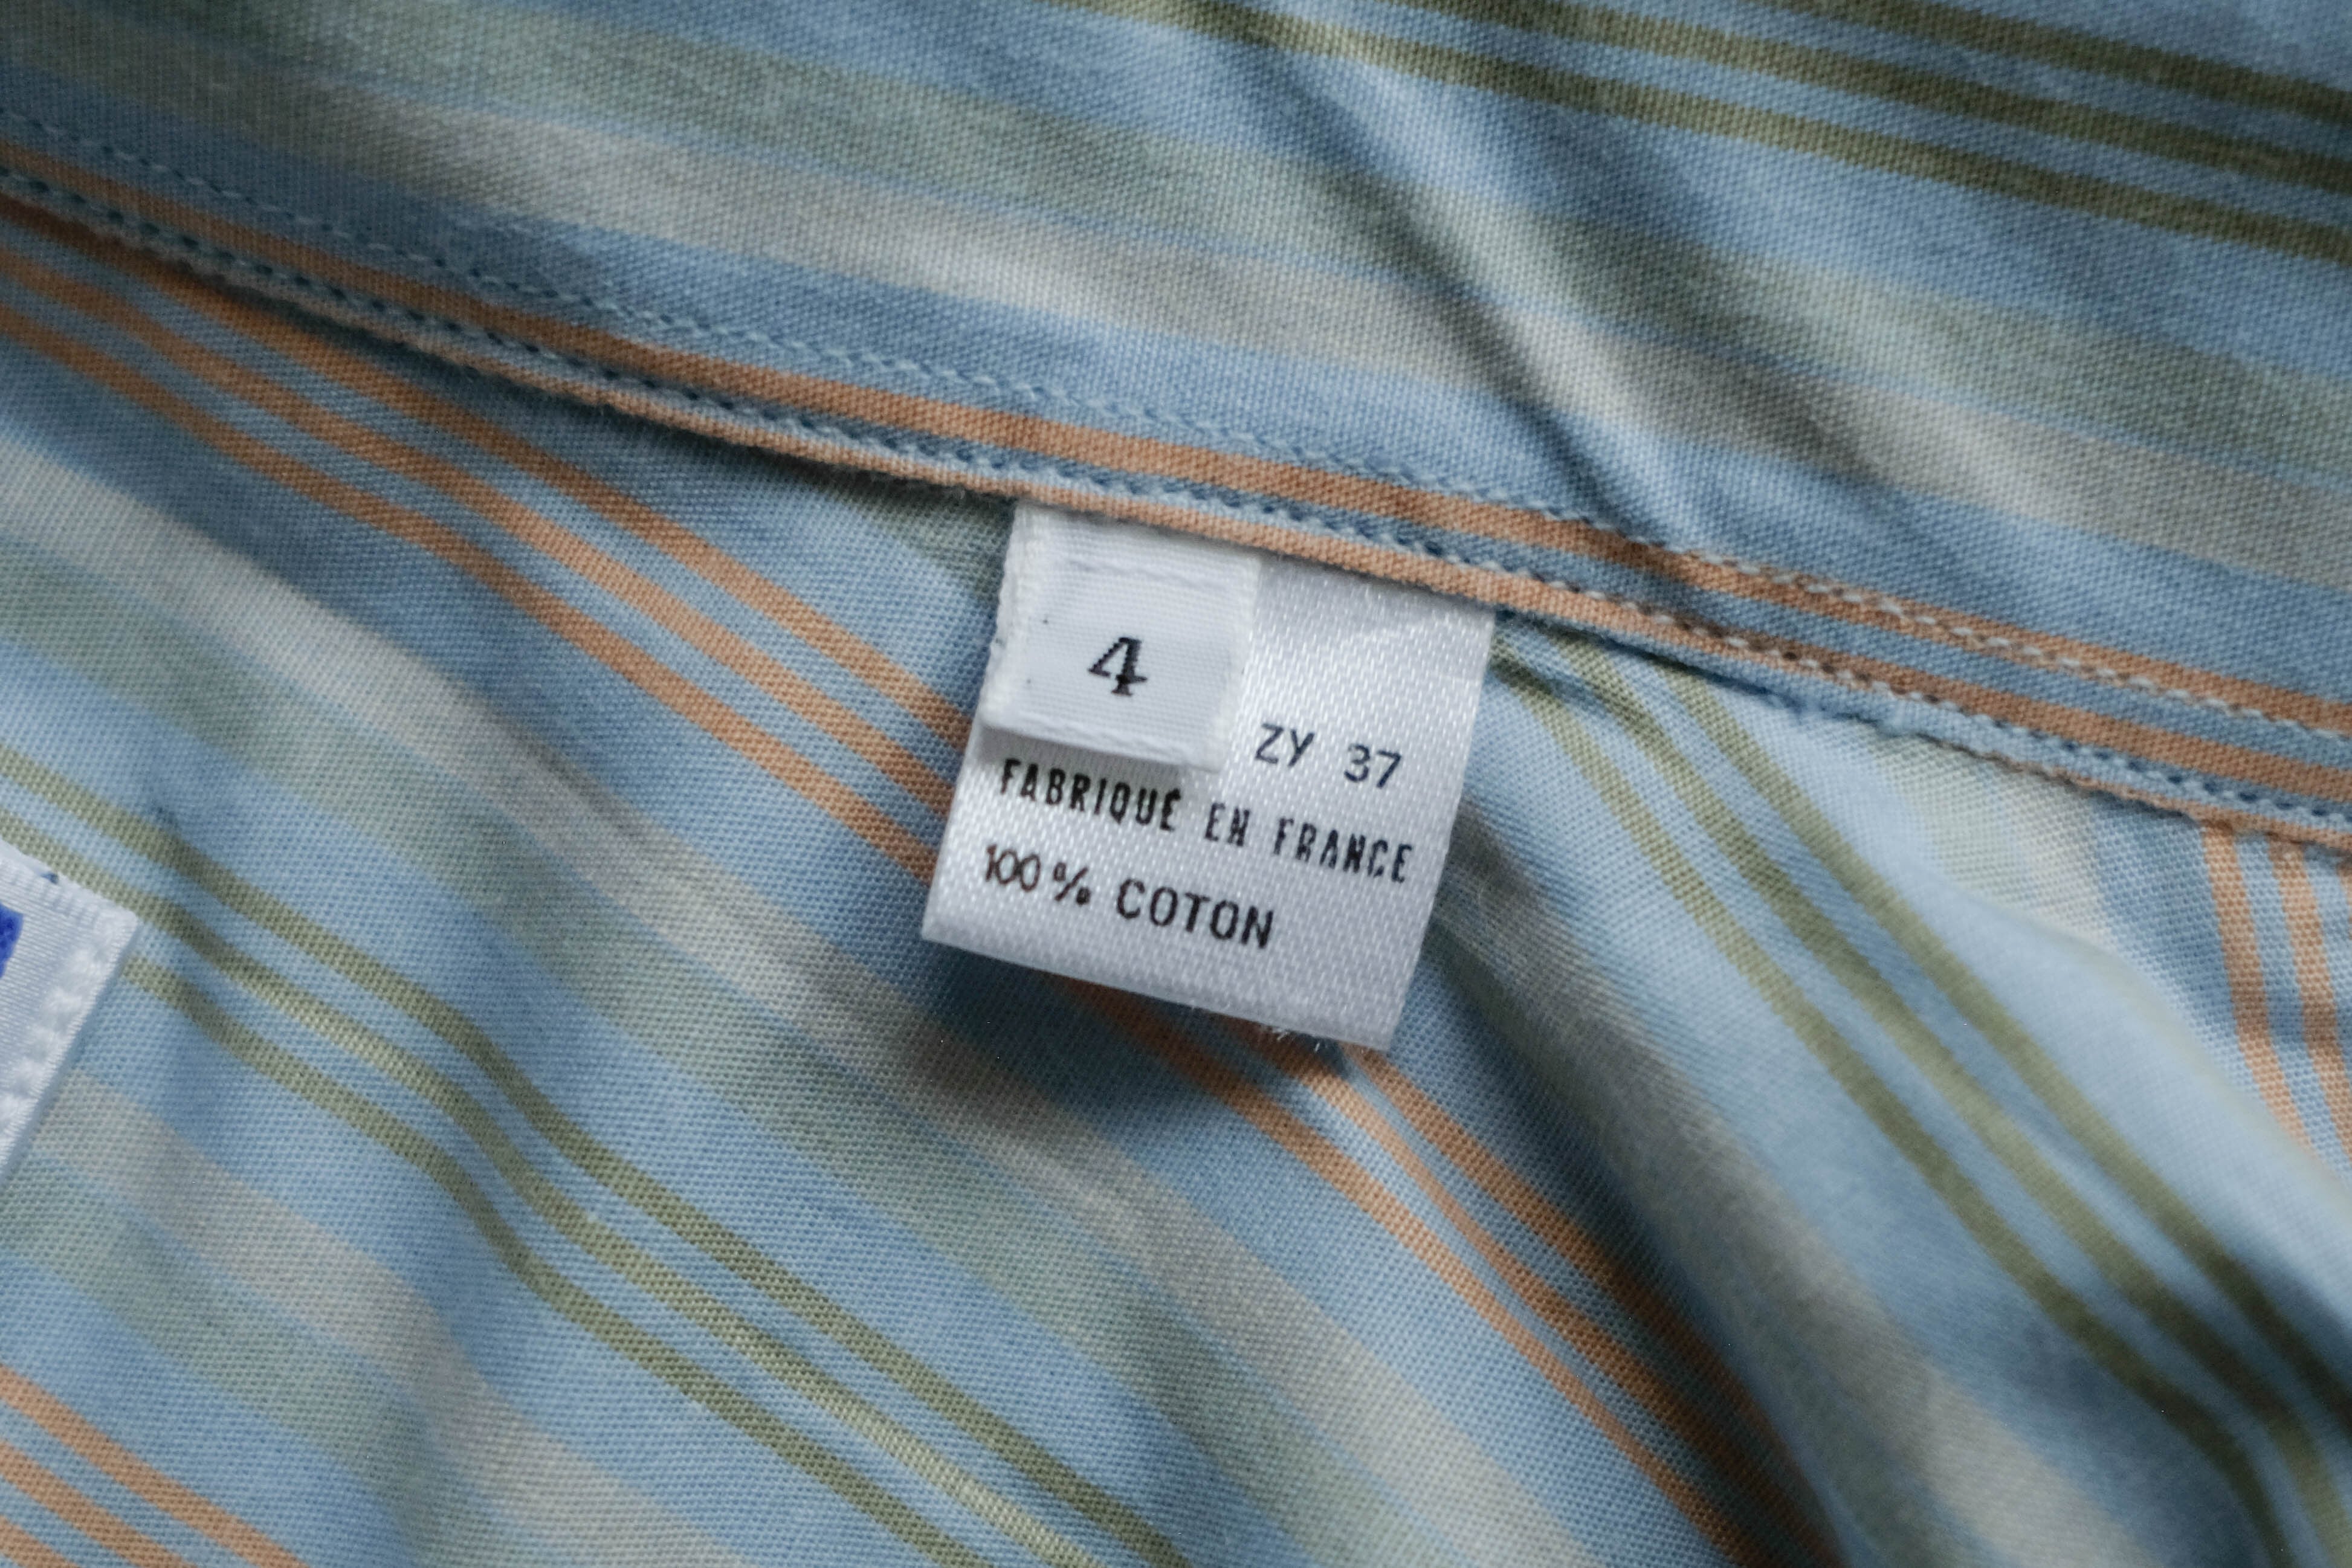 4
ZY 37
FABRIQUÉ EN FRANCE
100% COTON